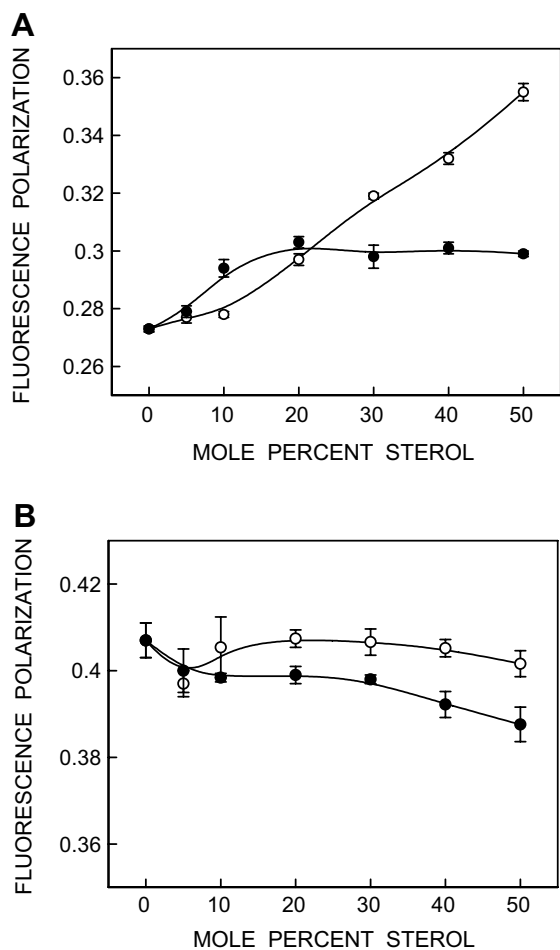 A
FLUORESCENCE POLARIZATION
0.36
0.34
0.32
0.3
0.28
0.26
0 10 20 30 40 50
MOLE PERCENT STEROL
B
FLUORESCENCE POLARIZATION
0.42
0.4
0.38
0.36
0 10 20 30 40 50
MOLE PERCENT STEROL